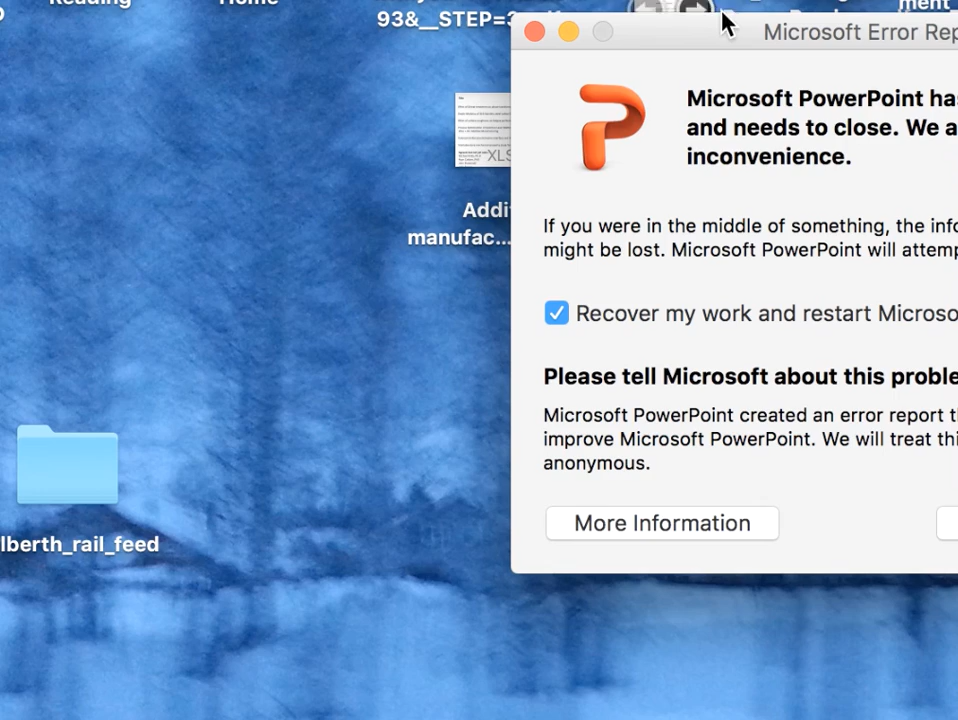 Home
93&__STEP=3
Microsoft Error Rep
Microsoft PowerPoint has
and needs to close. We a
inconvenience.
XLS
Addi
manufac...
If you were in the middle of something, the info
might be lost. Microsoft PowerPoint will attemp
Recover my work and restart Microso
Please tell Microsoft about this proble
Microsoft PowerPoint created an error report th
improve Microsoft PowerPoint. We will treat thi
anonymous.
More Information
lberth_rail_feed